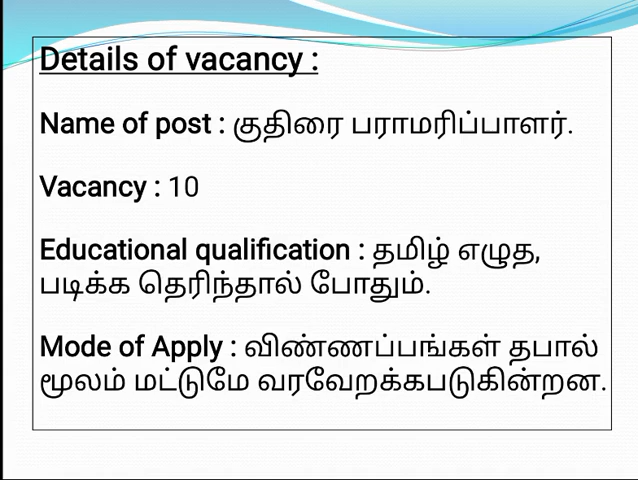 Details of vacancy :
Name of post : குதிரை பராமரிப்பாளர்.
Vacancy : 10
Educational qualification : தமிழ் எழுத,
படிக்க தெரிந்தால் போதும்.
Mode of Apply : விண்ணப்பங்கள் தபால்
மூலம் மட்டுமே வரவேறக்கபடுகின்றன.